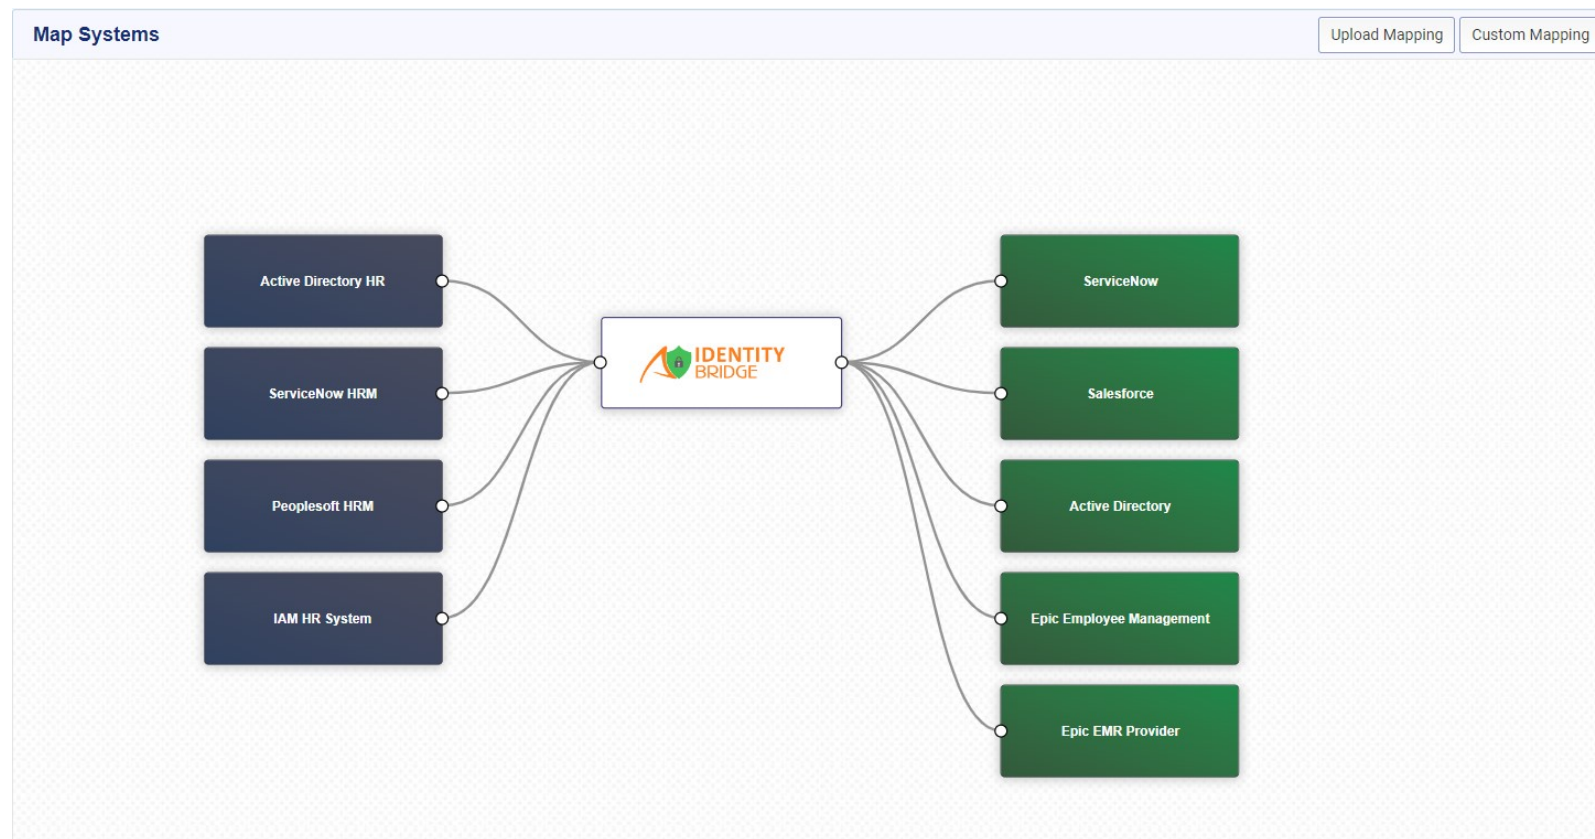 Map Systems
Upload Mapping
Custom Mapping
Active Directory HR
ServiceNow HRM
Peoplesoft HRM
IAM HR System
IDENTITY
BRIDGE
ServiceNow
Salesforce
Active Directory
Epic Employee Management
Epic EMR Provider